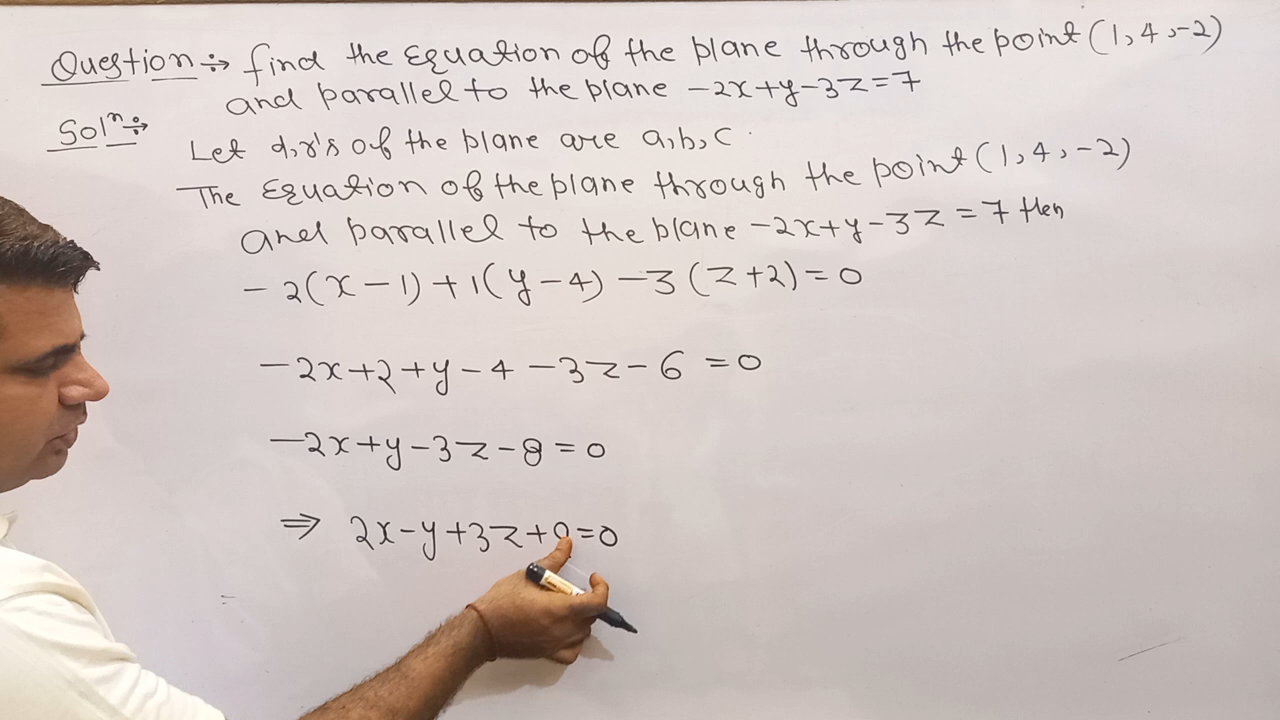 Question ÷→ find the Equation of the plane through the point (1, 4, -2)
and parallel to the plane -2x+y-3z=7
Solⁿ ÷→
Let d.r's of the plane are a, b, c.
The Equation of the plane through the point (1, 4, -2)
and parallel to the plane -2x+y-3z=7 then
-2(x-1)+1(y-4)-3(z+2)=0
-2x+2+y-4-3z-6=0
-2x+y-3z-8=0
⇒ 2x-y+3z+ =0